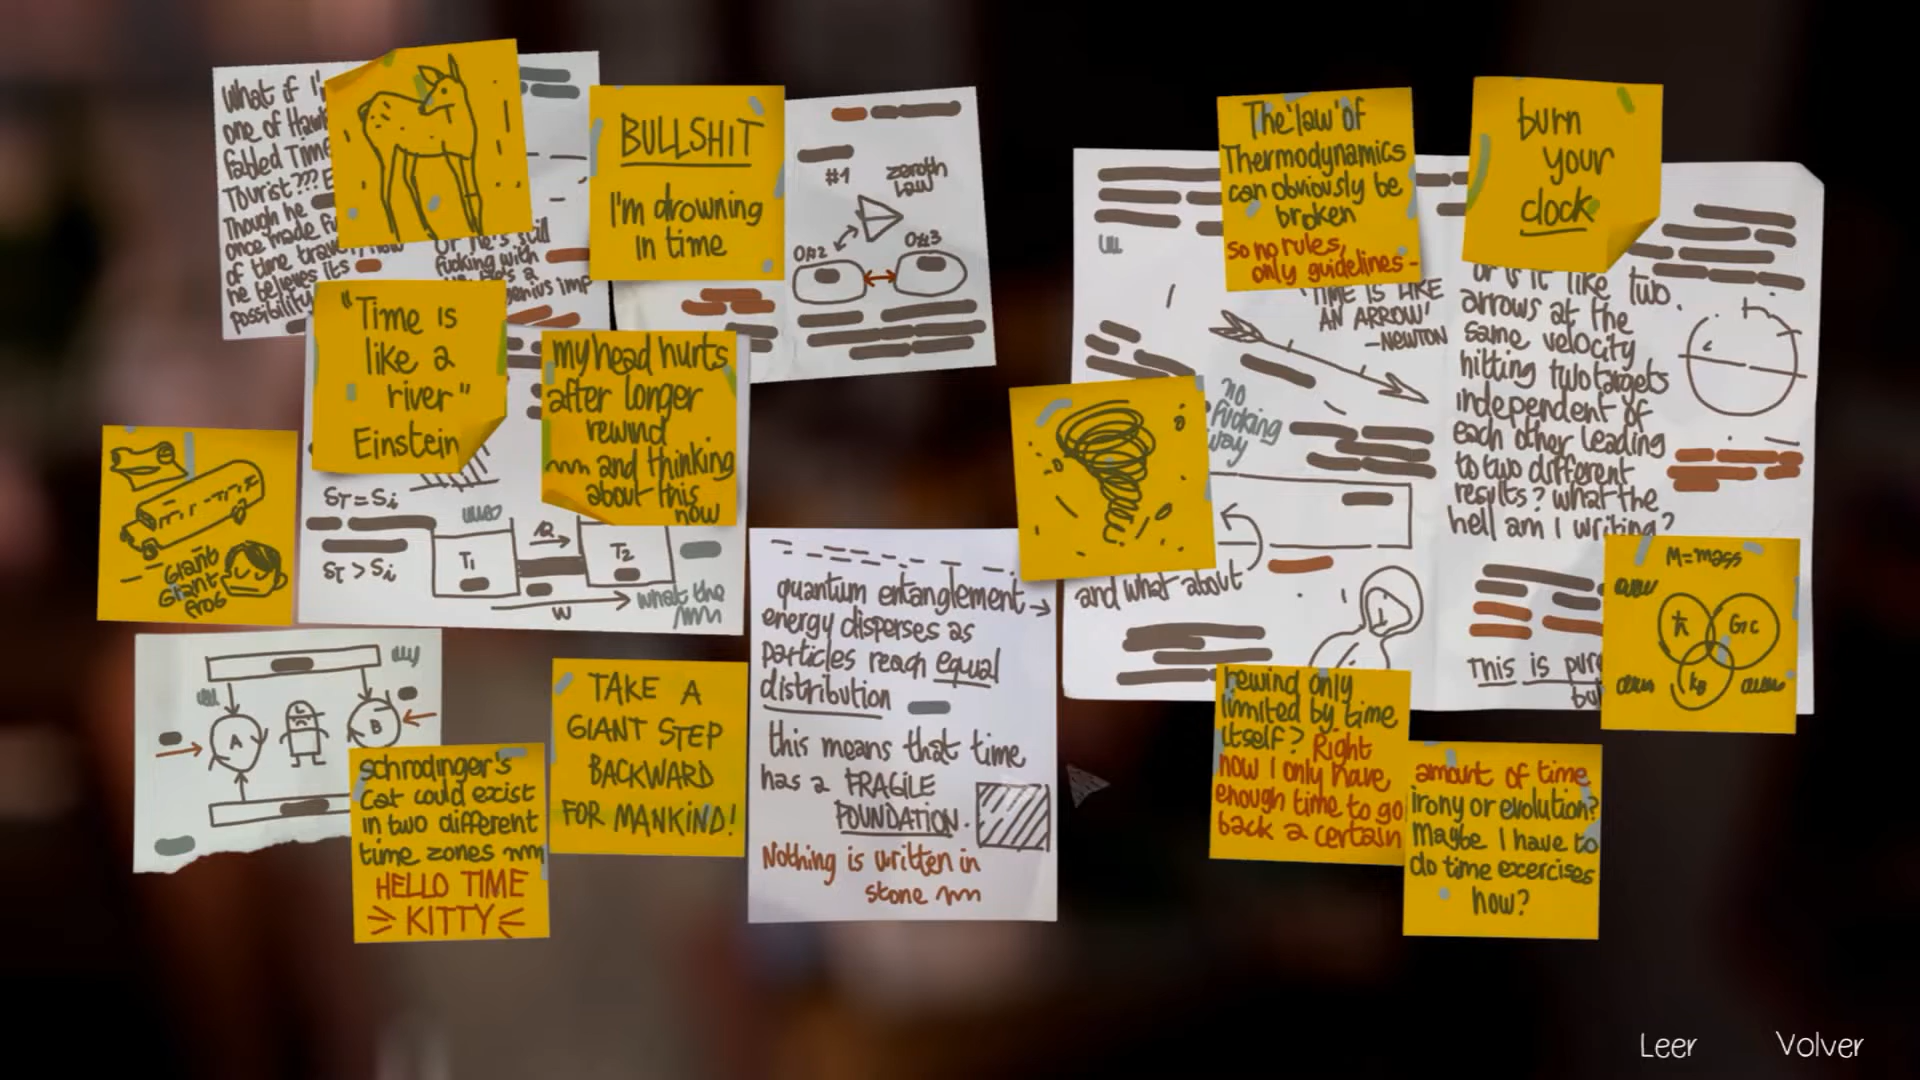 What if I'
one of Hawk
fabled Time
Tourist??? E
Though he
once made fu
of time travel, now
he believes its
possibility
Or he's still
fucking with
He's a
genius imp
BULLSHIT
I'm drowning
in time
#1
zeroth
law
"Time is
like a
river"
Einstein
my head hurts
after longer
rewind
and thinking
about this
now
Giant
Giant
Frog
ST = Si
ST > Si
T1
T2
W
what the
A
B
schrodinger's
cat could exist
in two different
time zones
HELLO TIME
KITTY
TAKE A
GIANT STEP
BACKWARD
FOR MANKIND!
quantum entanglement
energy disperses as
particles reach equal
distribution
this means that time
has a FRAGILE
FOUNDATION.
Nothing is written in
stone
The 'law' of
Thermodynamics
can obviously be
broken
so no rules,
only guidelines-
'TIME IS LIKE
AN ARROW'
-NEWTON
no
fucking
way
and what about
burn
your
clock
or is it like two
arrows at the
same velocity
hitting two targets
independent of
each other leading
to two different
results? what the
hell am I writing?
This is pure
M=mass
ħ
G,c
kB
rewind only
limited by time
itself? Right
now I only have
enough time to go
back a certain
amount of time
irony or evolution?
Maybe I have to
do time exercises
now?
Leer
Volver